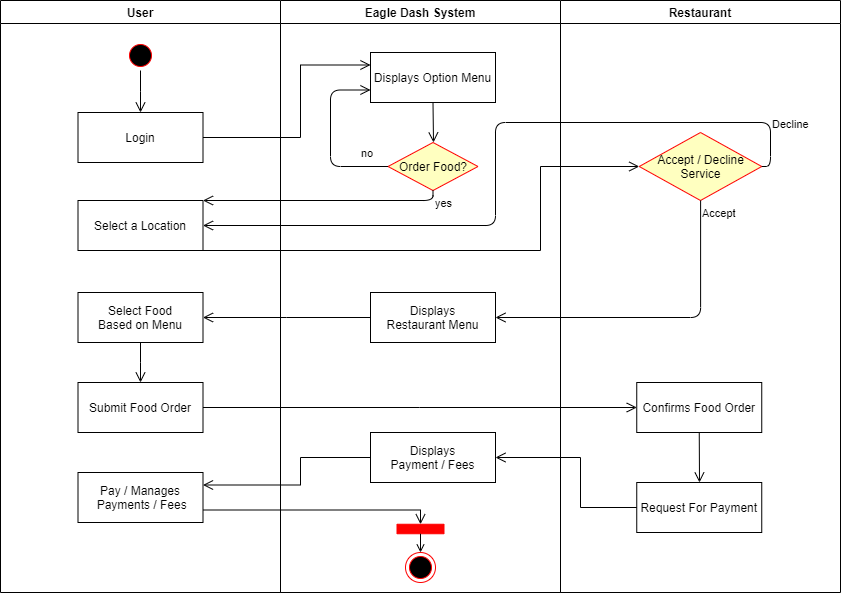 User
Eagle Dash System
Restaurant
Displays Option Menu
Login
Decline
no
Order Food?
Accept / Decline
Service
yes
Accept
Select a Location
Select Food
Based on Menu
Displays
Restaurant Menu
Submit Food Order
Confirms Food Order
Displays
Payment / Fees
Pay / Manages
Payments / Fees
Request For Payment